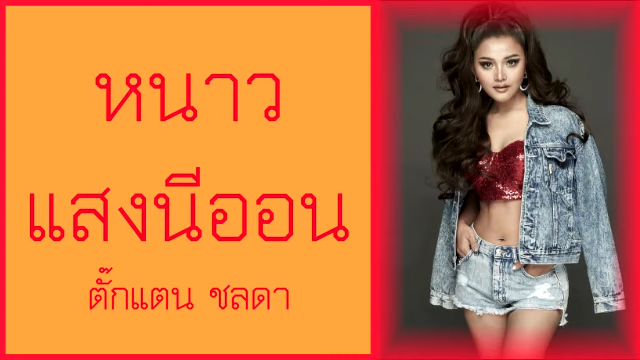 หนาว
แสงนีออน
ตั๊กแตน ชลดา